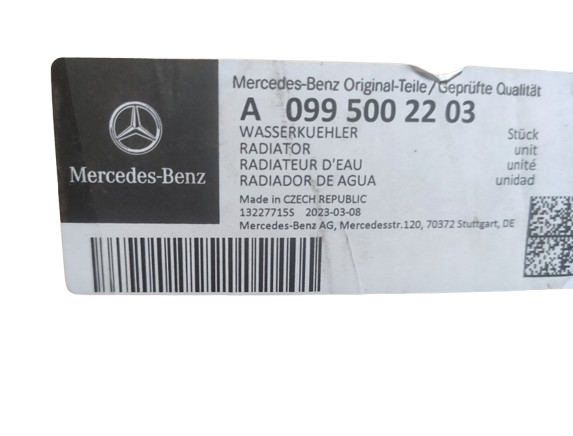 Mercedes-Benz
Mercedes-Benz Original-Teile/Geprüfte Qualität
A 099 500 22 03
WASSERKUEHLER Stück
RADIATOR unit
RADIATEUR D'EAU unité
RADIADOR DE AGUA unidad
Made in CZECH REPUBLIC
13227715S 2023-03-08
Mercedes-Benz AG, Mercedesstr.120, 70372 Stuttgart, DE